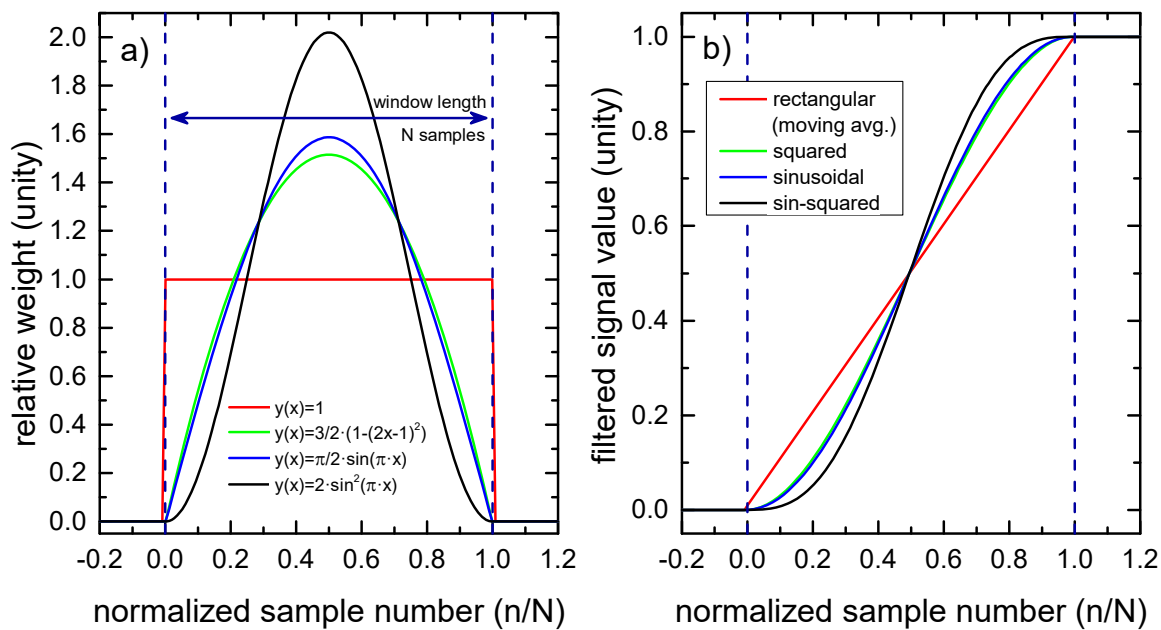 a)
relative weight (unity)
2.0
1.8
1.6
1.4
1.2
1.0
0.8
0.6
0.4
0.2
0.0
window length
N samples
y(x)=1
y(x)=3/2·(1-(2x-1)²)
y(x)=π/2·sin(π·x)
y(x)=2·sin²(π·x)
-0.2 0.0 0.2 0.4 0.6 0.8 1.0 1.2
normalized sample number (n/N)
b)
filtered signal value (unity)
1.0
0.8
0.6
0.4
0.2
0.0
rectangular
(moving avg.)
squared
sinusoidal
sin-squared
-0.2 0.0 0.2 0.4 0.6 0.8 1.0 1.2
normalized sample number (n/N)